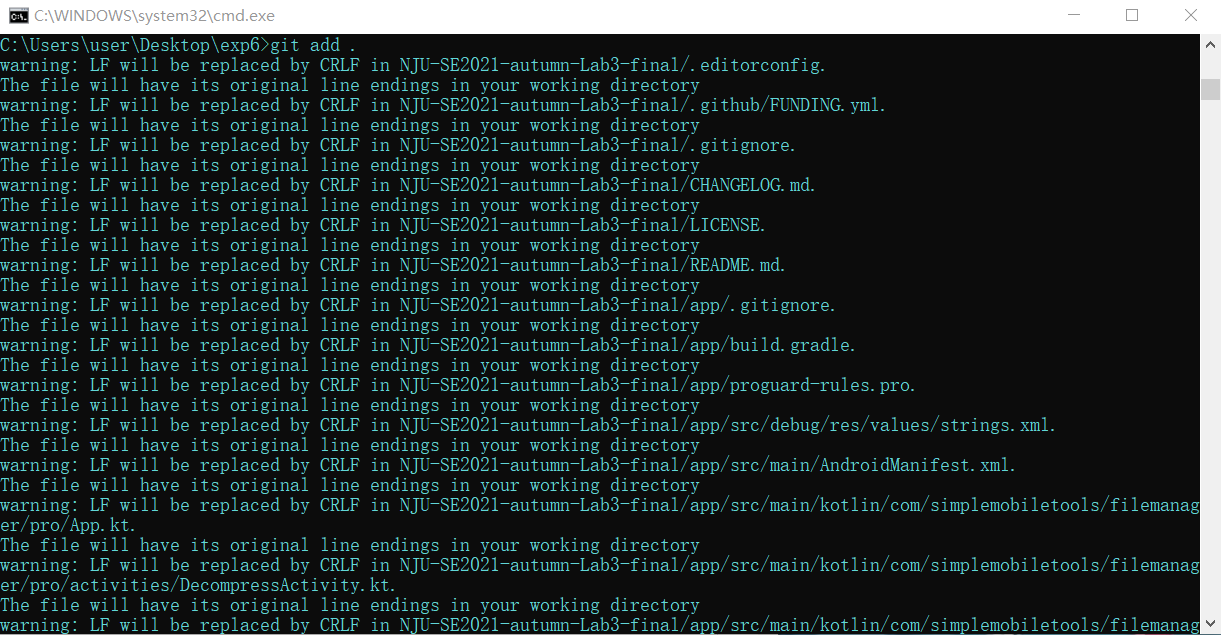 C:\WINDOWS\system32\cmd.exe
C:\Users\user\Desktop\exp6>git add .
warning: LF will be replaced by CRLF in NJU-SE2021-autumn-Lab3-final/.editorconfig.
The file will have its original line endings in your working directory
warning: LF will be replaced by CRLF in NJU-SE2021-autumn-Lab3-final/.github/FUNDING.yml.
The file will have its original line endings in your working directory
warning: LF will be replaced by CRLF in NJU-SE2021-autumn-Lab3-final/.gitignore.
The file will have its original line endings in your working directory
warning: LF will be replaced by CRLF in NJU-SE2021-autumn-Lab3-final/CHANGELOG.md.
The file will have its original line endings in your working directory
warning: LF will be replaced by CRLF in NJU-SE2021-autumn-Lab3-final/LICENSE.
The file will have its original line endings in your working directory
warning: LF will be replaced by CRLF in NJU-SE2021-autumn-Lab3-final/README.md.
The file will have its original line endings in your working directory
warning: LF will be replaced by CRLF in NJU-SE2021-autumn-Lab3-final/app/.gitignore.
The file will have its original line endings in your working directory
warning: LF will be replaced by CRLF in NJU-SE2021-autumn-Lab3-final/app/build.gradle.
The file will have its original line endings in your working directory
warning: LF will be replaced by CRLF in NJU-SE2021-autumn-Lab3-final/app/proguard-rules.pro.
The file will have its original line endings in your working directory
warning: LF will be replaced by CRLF in NJU-SE2021-autumn-Lab3-final/app/src/debug/res/values/strings.xml.
The file will have its original line endings in your working directory
warning: LF will be replaced by CRLF in NJU-SE2021-autumn-Lab3-final/app/src/main/AndroidManifest.xml.
The file will have its original line endings in your working directory
warning: LF will be replaced by CRLF in NJU-SE2021-autumn-Lab3-final/app/src/main/kotlin/com/simplemobiletools/filemanag
er/pro/App.kt.
The file will have its original line endings in your working directory
warning: LF will be replaced by CRLF in NJU-SE2021-autumn-Lab3-final/app/src/main/kotlin/com/simplemobiletools/filemanag
er/pro/activities/DecompressActivity.kt.
The file will have its original line endings in your working directory
warning: LF will be replaced by CRLF in NJU-SE2021-autumn-Lab3-final/app/src/main/kotlin/com/simplemobiletools/filemanag